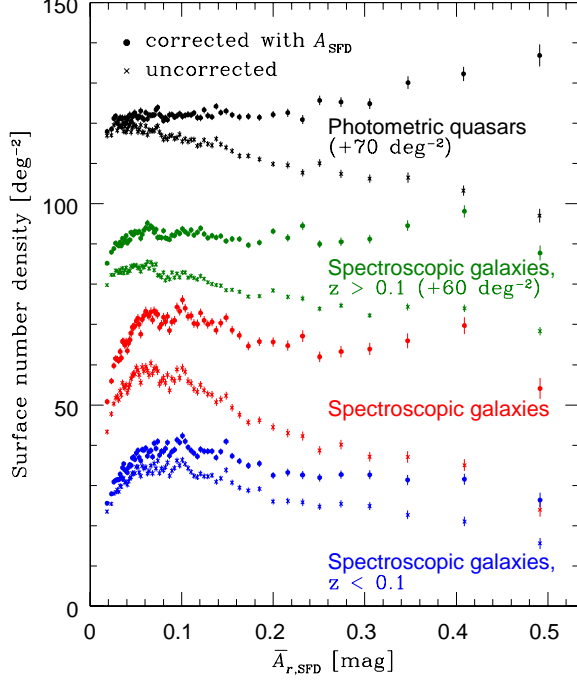 150
• corrected with A_SFD
× uncorrected
Photometric quasars
(+70 deg⁻²)
100
Spectroscopic galaxies,
z > 0.1 (+60 deg⁻²)
Spectroscopic galaxies
50
Spectroscopic galaxies,
z < 0.1
0
0 0.1 0.2 0.3 0.4 0.5
A̅_r,SFD [mag]
Surface number density [deg⁻²]